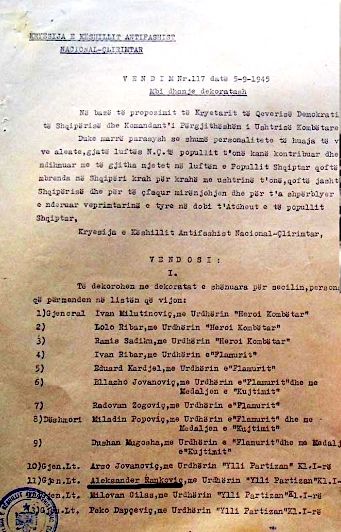 KRYESIJA E KËSHILLIT ANTIFASHIST
NACIONAL-ÇLIRIMTAR
V E N D I M Nr.117 datë 5-9-1945
Mbi dhanje dekoratash
Në bazë të propozimit të Kryetarit të Qeverisë Demokrati
të Shqipërisë dhe Komandant'i Përgjithëshëm i Ushtrisë Kombëtare
Duke marrë parasysh se shumë personalitete të huaja të v
ve aleate,gjatë luftës N.Ç.të popullit t'onë kanë kontribuar dhe
ndihmuar me të gjitha mjetet në luftën e Popullit Shqiptar qoftë
mbrenda në Shqipëri krah për krahë me ushtrinë t'onë,qoftë jasht
Shqipërisë dhe për të çfaqur mirënjohjen dhe për t'a shpërblyer
e nderuar veprimtarinë e tyre në dobi t'Atdheut e të popullit
Shqiptar,
Kryesija e Këshillit Antifashist Nacional-Çlirimtar,
V E N D O S I :
I.
Të dekorohen me dekoratat e shënuara për secilin,person
që përmenden në listën që vijon:
1)Gjeneral Ivan Milutinoviç,me Urdhërin "Heroi Kombëtar"
2) Lolo Ribar,me Urdhërin "Heroi Kombëtar"
3) Ramis Sadiku,me Urdhërin "Heroi Kombëtar"
4) Ivan Ribar,me Urdhërin e"Flamurit"
5) Eduard Kardjel,me Urdhërin e"Flamurit"
6) Ellazho Jovanoviç,me Urdhërin e "Flamurit"dhe me
Medaljen e "Kujtimit"
7) Radovan Zogoviç,me Urdhërin e"Flamurit"
8) Dëshmori Miladin Popoviç,me Urdhërin e"Flamurit" dhe me
Medaljen e "Kujtimit"
9) Dushan Mugosha,me Urdhërin e "Flamurit"dhe me Medalj
e"Kujtimit"
10)Gjen.Lt. Arso Jovanoviç,me Urdhërin "Ylli Partizan" Kl.I-rë
11)Gjen.Lt. Aleksander Rankoviç,me Urdhërin "Ylli Partizan"Kl.I-
Gjen.Lt. Milovan Gilas,me Urdhërin e "Ylli Partizan"Kl.I-rë
13)Gjen.Lt. Peko Dapçeviç,me Urdhërin e "Ylli Partizan"Kl.I-rë